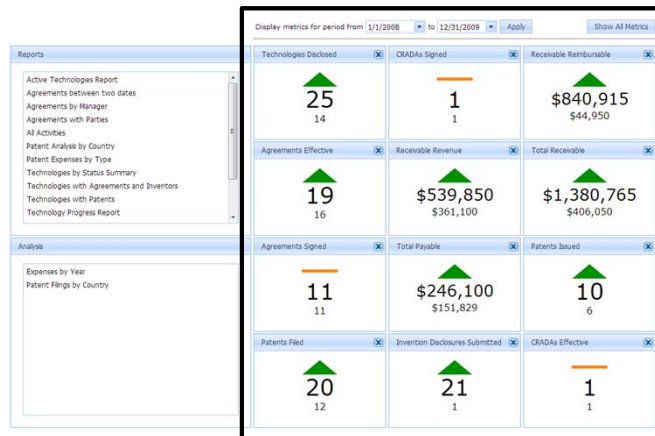 Display metrics for period from 1/1/2008 to 12/31/2009 Apply Show All Metrics
Reports
Active Technologies Report
Agreements between two dates
Agreements by Manager
Agreements with Parties
All Activities
Patent Analysis by Country
Patent Expenses by Type
Technologies by Status Summary
Technologies with Agreements and Inventors
Technologies with Patents
Technology Progress Report
Analysis
Expenses by Year
Patent Filings by Country
Technologies Disclosed
25
14
CRADAs Signed
1
1
Receivable Reimbursable
$840,915
$44,950
Agreements Effective
19
16
Receivable Revenue
$539,850
$361,100
Total Receivable
$1,380,765
$406,050
Agreements Signed
11
11
Total Payable
$246,100
$151,829
Patents Issued
10
6
Patents Filed
20
12
Invention Disclosures Submitted
21
1
CRADAs Effective
1
1